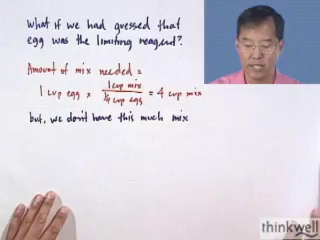 What if we had guessed that
egg was the limiting reagent?
Amount of mix needed =
1 cup egg × 1 cup mix / ¼ cup egg = 4 cup mix
but, we don't have this much mix
thinkwell